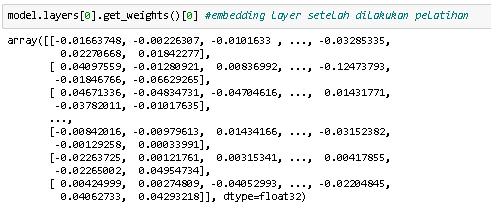 model.layers[0].get_weights()[0] #embedding Layer setelah dilakukan pelatihan
array([[-0.01663748, -0.00226307, -0.0101633 , ..., -0.03285335,
0.02270668, 0.01842277],
[ 0.04097559, -0.01280921, 0.00836992, ..., -0.12473793,
-0.01846766, -0.06629265],
[ 0.04671336, -0.04834731, -0.04704616, ..., 0.01431771,
-0.03782011, -0.01017635],
...,
[-0.00842016, -0.00979613, 0.01434166, ..., -0.03152382,
-0.00129258, 0.00033991],
[-0.02263725, 0.00121761, 0.00315341, ..., 0.00417855,
-0.02265002, 0.04954734],
[ 0.00424999, 0.00274809, -0.04052993, ..., -0.02204845,
0.04062733, 0.04293218]], dtype=float32)